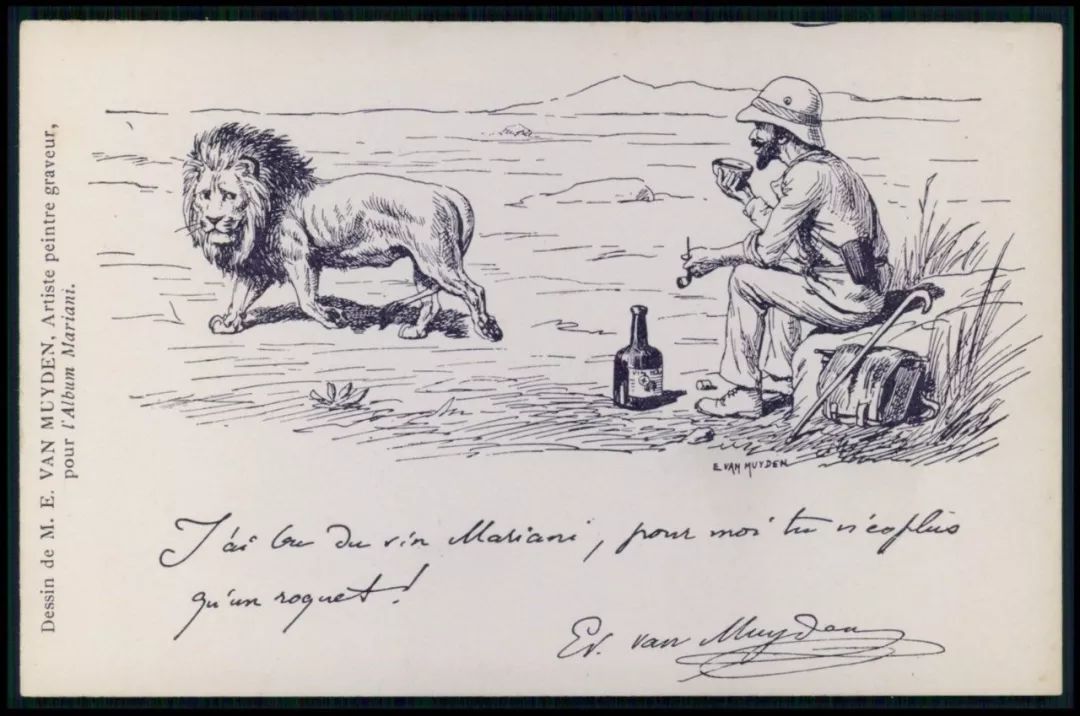 Dessin de M. E. VAN MUYDEN, Artiste peintre graveur,
pour l'Album Mariani.
E. VAN MUYDEN
J'ai bu du vin Mariani, pour moi tu n'es plus
qu'un roquet !
Ev. van Muyden